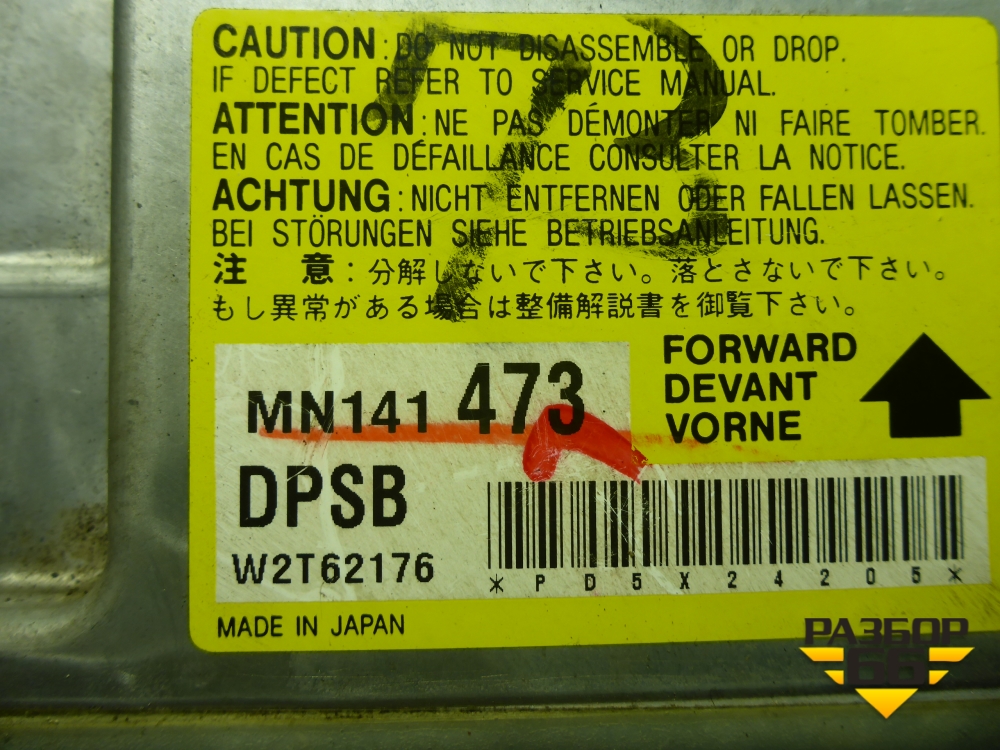 CAUTION : DO NOT DISASSEMBLE OR DROP.
IF DEFECT REFER TO SERVICE MANUAL.
ATTENTION : NE PAS DÉMONTER NI FAIRE TOMBER.
EN CAS DE DÉFAILLANCE CONSULTER LA NOTICE.
ACHTUNG : NICHT ENTFERNEN ODER FALLEN LASSEN.
BEI STÖRUNGEN SIEHE BETRIEBSANLEITUNG.
注 意 : 分解しないで下さい。落とさないで下さい。
もし異常がある場合は整備解説書を御覧下さい。
MN141 473
FORWARD
DEVANT
VORNE
DPSB
W2T62176
*PD5X24205*
MADE IN JAPAN
РАЗБОР
66